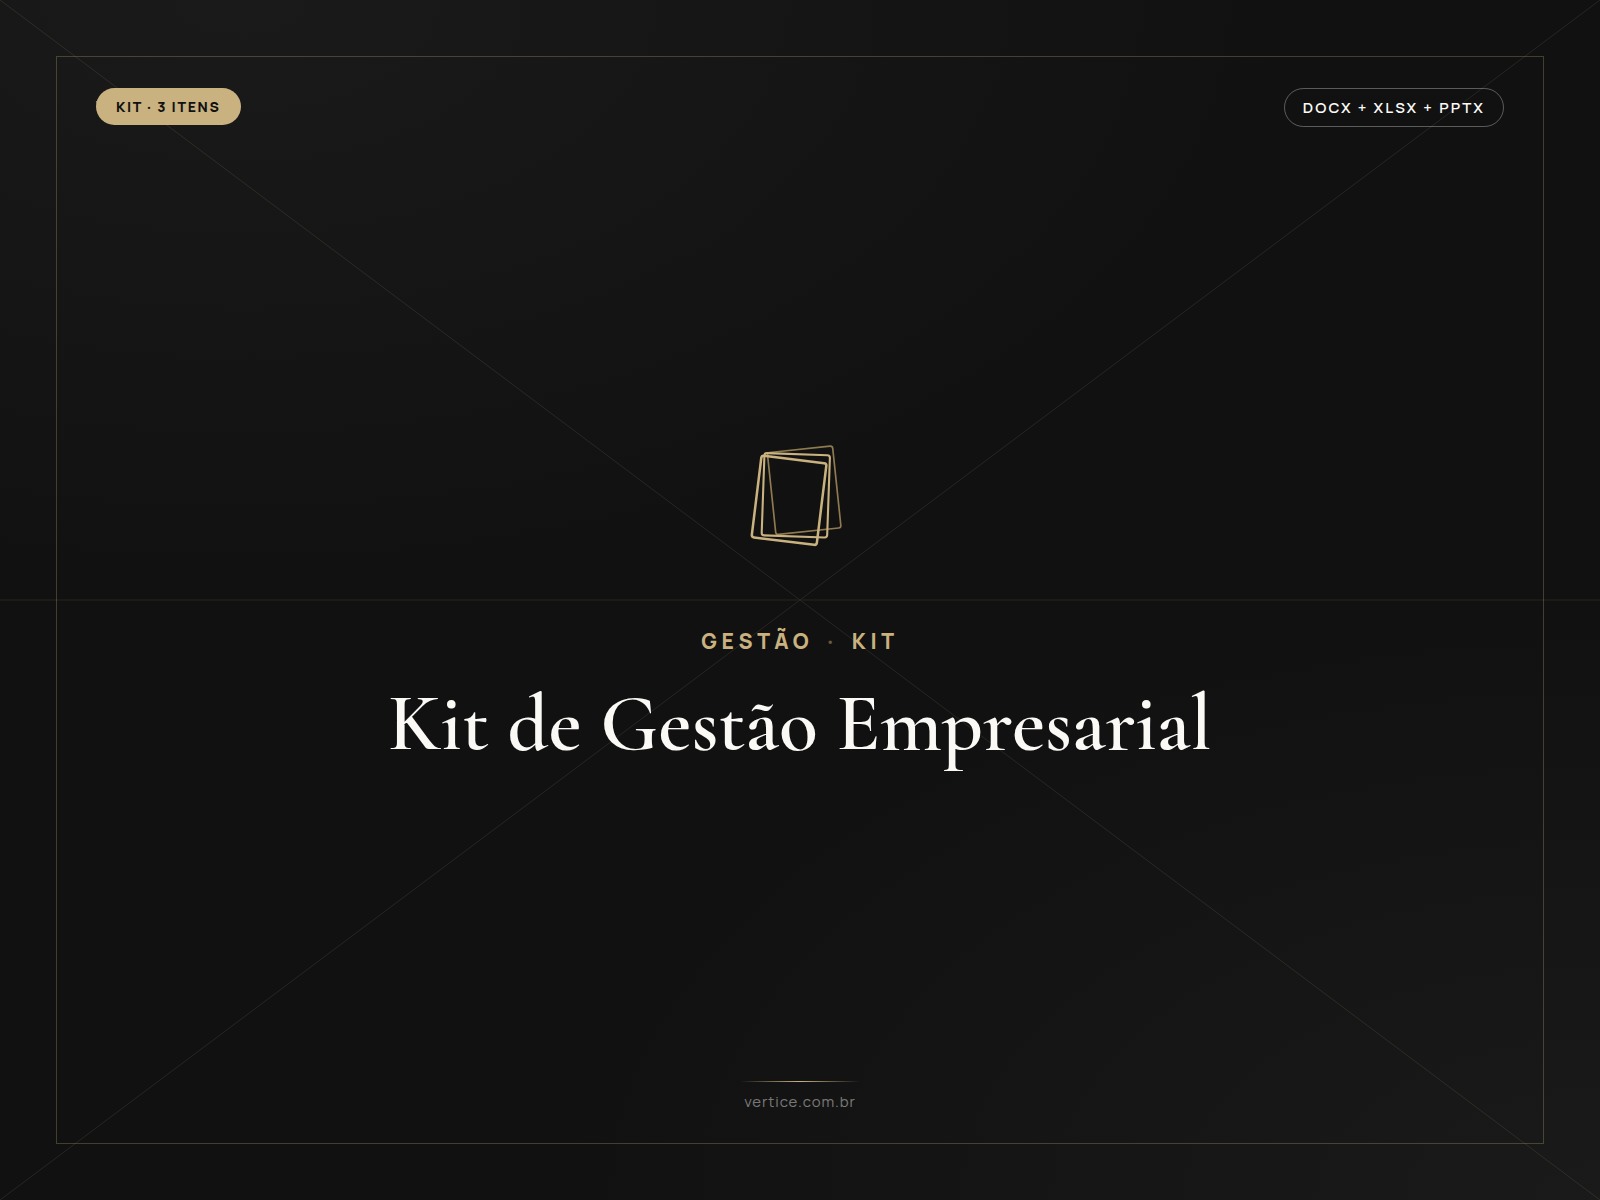 KIT · 3 ITENS
DOCX + XLSX + PPTX
GESTÃO · KIT
Kit de Gestão Empresarial
vertice.com.br